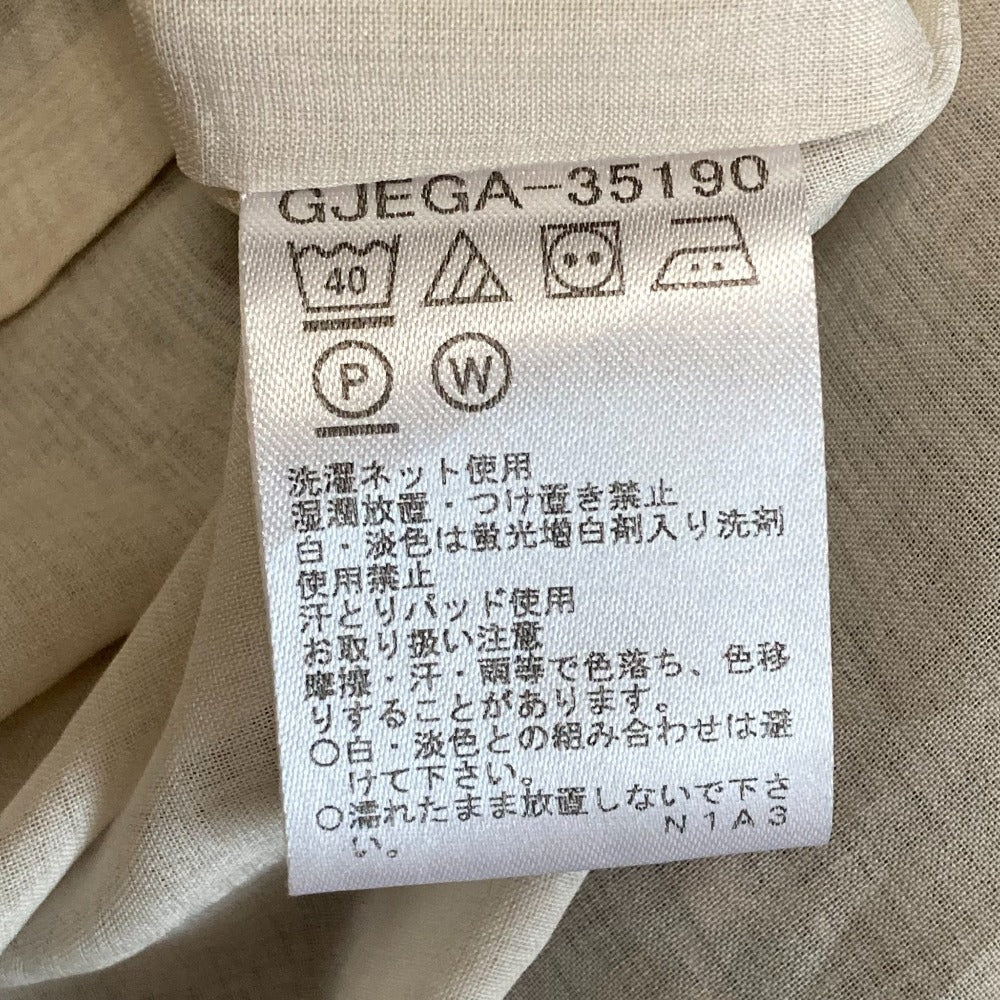 GJEGA-35190
40
P W
洗濯ネット使用
湿潤放置・つけ置き禁止
白・淡色は蛍光増白剤入り洗剤
使用禁止
汗とりパッド使用
お取り扱い注意
摩擦・汗・雨等で色落ち、色移
りすることがあります。
○白・淡色との組み合わせは避
けて下さい。
○濡れたまま放置しないで下さ
い。
N1A3